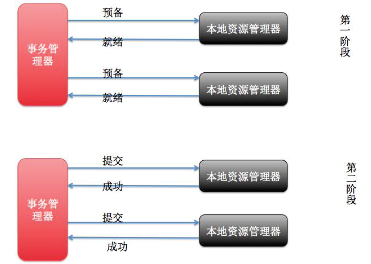 预备
就绪
预备
就绪
事务管
理器
本地资源管理器
本地资源管理器
第一阶段
提交
成功
提交
成功
事务管
理器
本地资源管理器
本地资源管理器
第二阶段